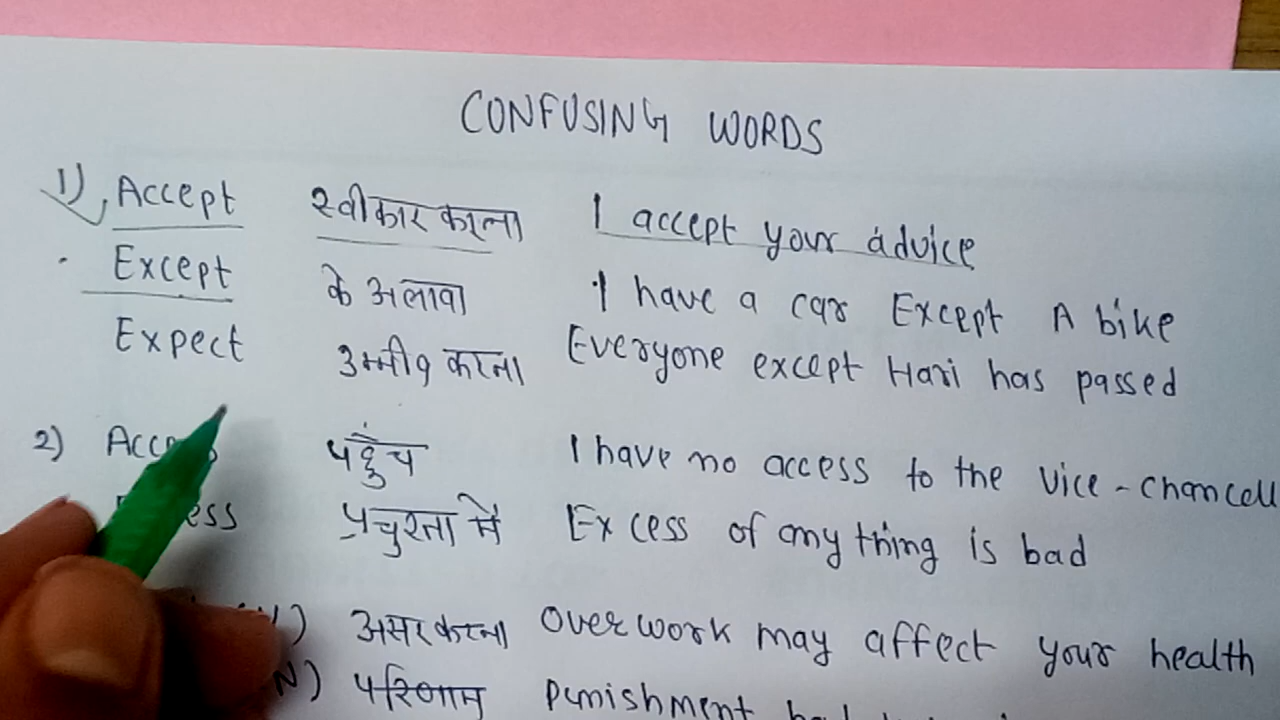 CONFUSING WORDS
1) Accept स्वीकार करना I accept your advice
Except के अलावा I have a car Except A bike
Expect उम्मीद करना Everyone except Hari has passed
2) पहुँच I have no access to the vice-chancell
प्रचुरता में Excess of anything is bad
असर करना Overwork may affect your health
N) परिणाम Punishment